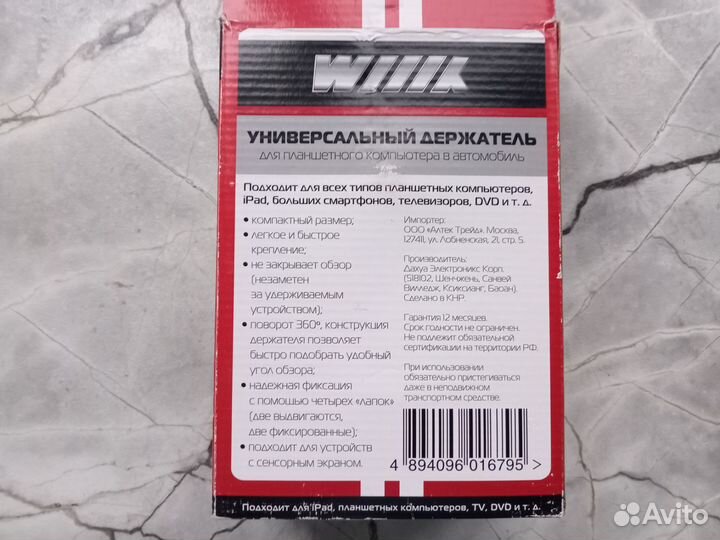 WIIIX
УНИВЕРСАЛЬНЫЙ ДЕРЖАТЕЛЬ
для планшетного компьютера в автомобиль
Подходит для всех типов планшетных компьютеров,
iPad, больших смартфонов, телевизоров, DVD и т. д.
• компактный размер;
• легкое и быстрое
крепление;
• не закрывает обзор
(незаметен
за удерживаемым
устройством);
• поворот 360º, конструкция
держателя позволяет
быстро подобрать удобный
угол обзора;
• надежная фиксация
с помощью четырех «лапок»
(две выдвигаются,
две фиксированные);
• подходит для устройств
с сенсорным экраном.
Импортер:
ООО «Алтек Трейд». Москва,
127411, ул. Лобненская, 21, стр. 5.
Производитель:
Дахуа Электроникс Корп.
(518102, Шенчжень, Санвей
Вилледж, Ксиксианг, Баоан).
Сделано в КНР.
Гарантия 12 месяцев.
Срок годности не ограничен.
Не подлежит обязательной
сертификации на территории РФ.
При использовании
обязательно пристегиваться
даже в неподвижном
транспортном средстве.
4 894096 016795 >
Подходит для iPad, планшетных компьютеров, TV, DVD и т. д.
Avito